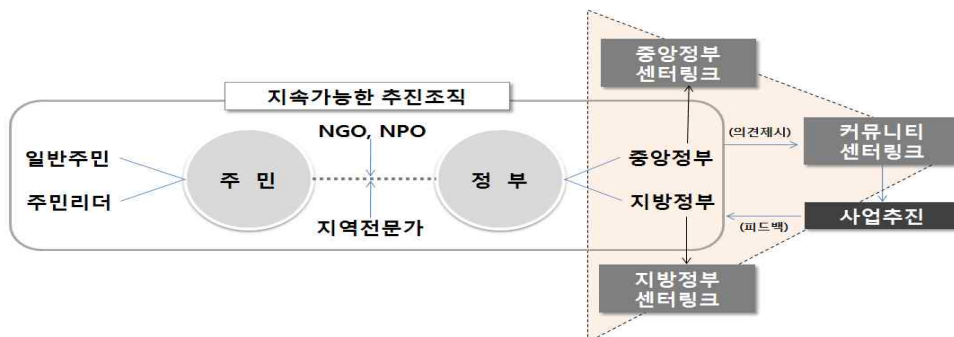 중앙정부
센터링크
지속가능한 추진조직
NGO, NPO
일반주민
주민리더
주 민
정 부
중앙정부
지방정부
지역전문가
(의견제시)
커뮤니티
센터링크
(피드백)
사업추진
지방정부
센터링크